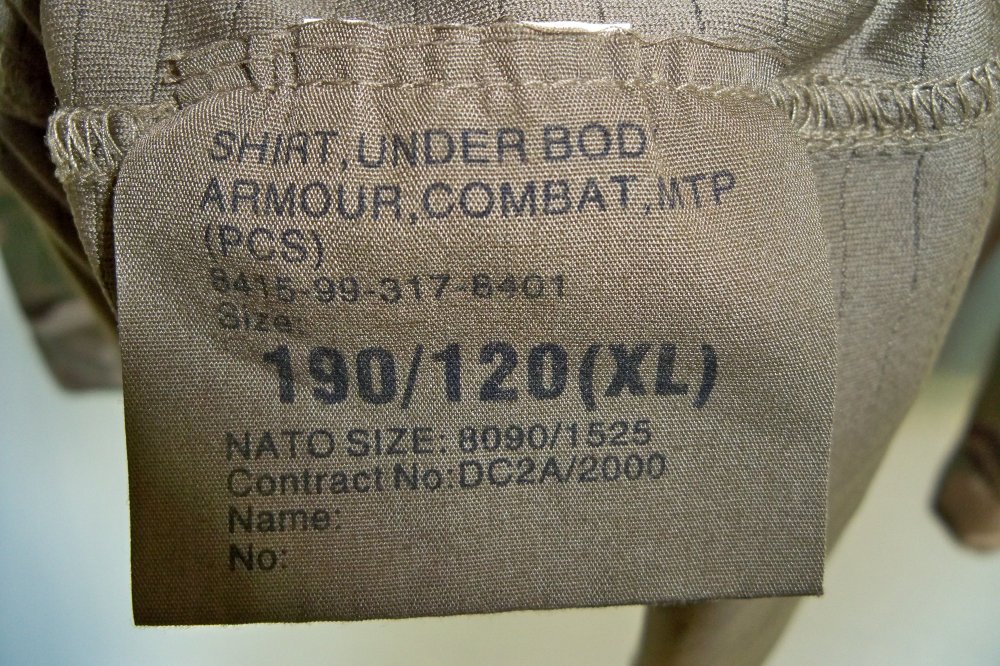 SHIRT, UNDER BOD
ARMOUR, COMBAT, MTP
(PCS)
8415-99-317-8401
Size:
190/120(XL)
NATO SIZE: 8090/1525
Contract No:DC2A/2000
Name:
No: